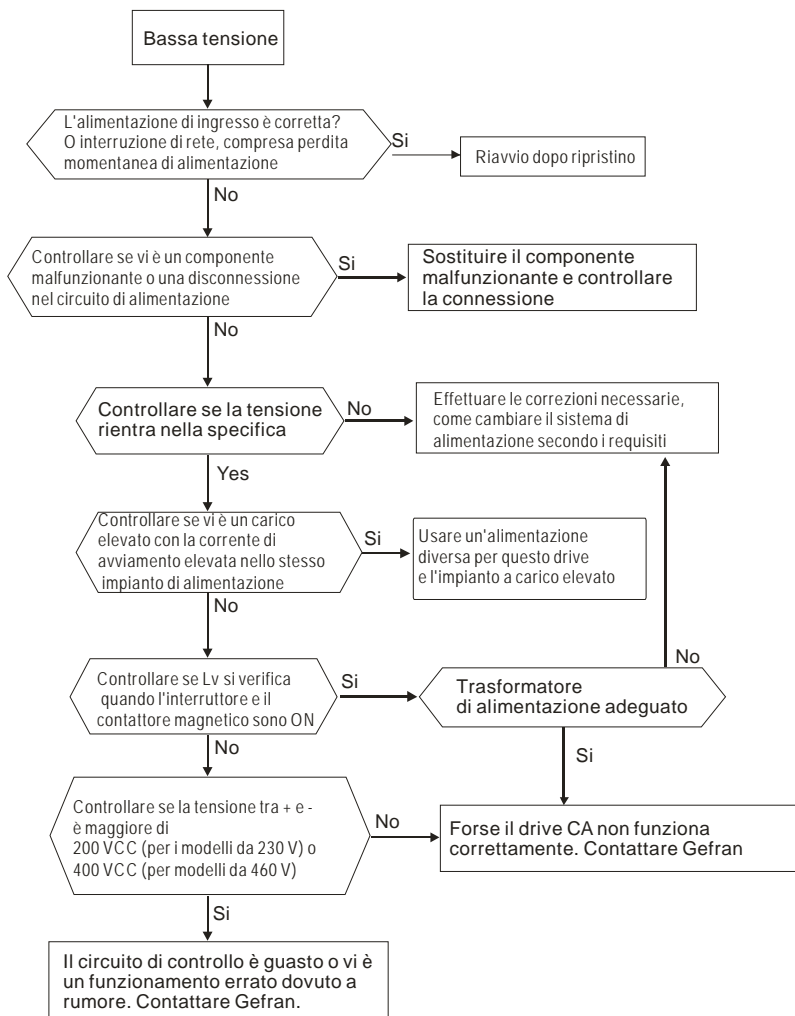 Bassa tensione
L'alimentazione di ingresso è corretta?
O interruzione di rete, compresa perdita
momentanea di alimentazione
Si
Riavvio dopo ripristino
No
Controllare se vi è un componente
malfunzionante o una disconnessione
nel circuito di alimentazione
Si
Sostituire il componente
malfunzionante e controllare
la connessione
No
Controllare se la tensione
rientra nella specifica
No
Effettuare le correzioni necessarie,
come cambiare il sistema di
alimentazione secondo i requisiti
Yes
Controllare se vi è un carico
elevato con la corrente di
avviamento elevata nello stesso
impianto di alimentazione
Si
Usare un'alimentazione
diversa per questo drive
e l'impianto a carico elevato
No
Controllare se Lv si verifica
quando l'interruttore e il
contattore magnetico sono ON
Si
Trasformatore
di alimentazione adeguato
No
No
Si
Controllare se la tensione tra + e -
è maggiore di
200 VCC (per i modelli da 230 V) o
400 VCC (per modelli da 460 V)
No
Forse il drive CA non funziona
correttamente. Contattare Gefran
Si
Il circuito di controllo è guasto o vi è
un funzionamento errato dovuto a
rumore. Contattare Gefran.